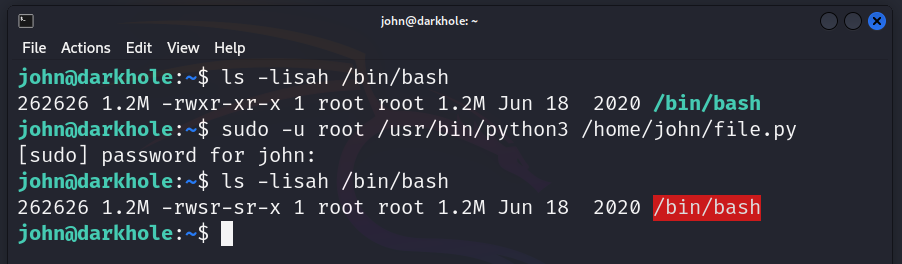 john@darkhole: ~
File Actions Edit View Help
john@darkhole:~$ ls -lisah /bin/bash
262626 1.2M -rwxr-xr-x 1 root root 1.2M Jun 18  2020 /bin/bash
john@darkhole:~$ sudo -u root /usr/bin/python3 /home/john/file.py
[sudo] password for john:
john@darkhole:~$ ls -lisah /bin/bash
262626 1.2M -rwsr-sr-x 1 root root 1.2M Jun 18  2020 /bin/bash
john@darkhole:~$